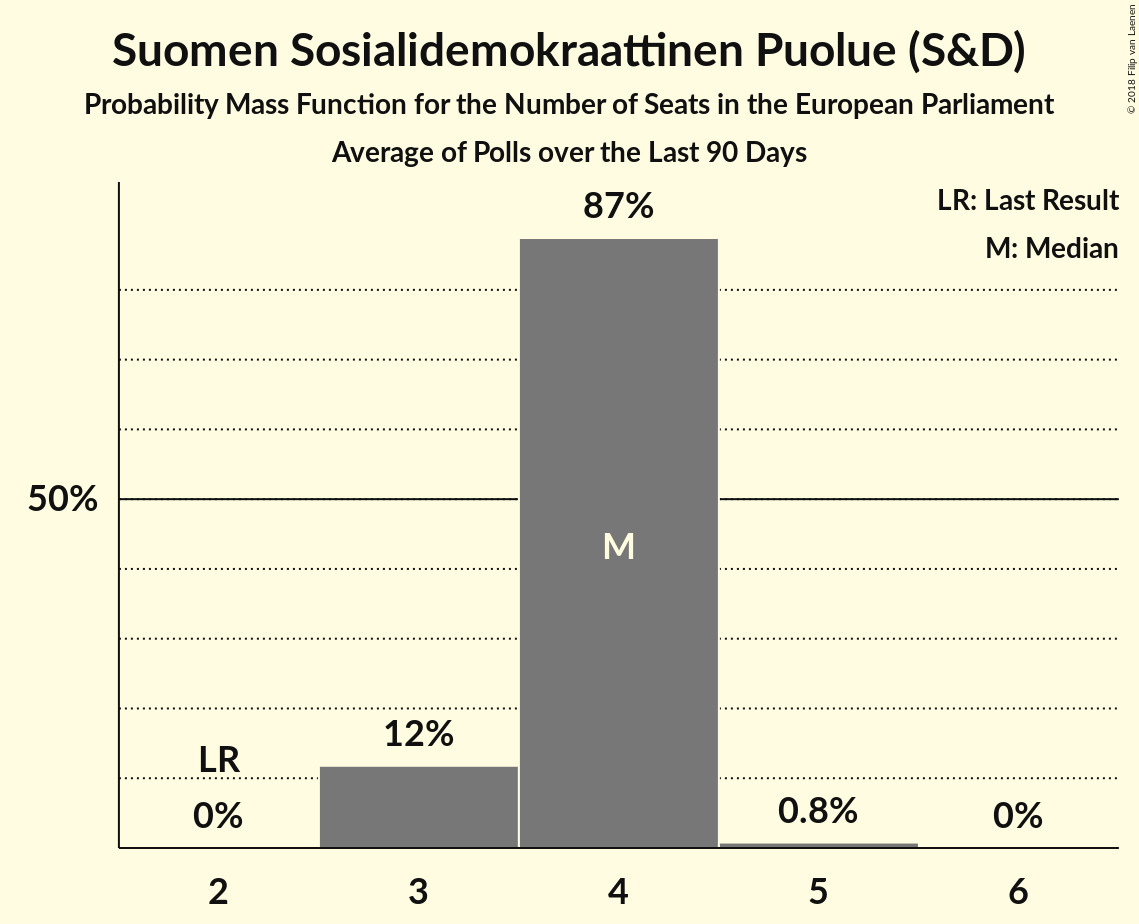 Suomen Sosialidemokraattinen Puolue (S&D)
Probability Mass Function for the Number of Seats in the European Parliament
Average of Polls over the Last 90 Days
© 2018 Filip van Laenen
LR: Last Result
M: Median
87%
50%
M
12%
LR
0%
0.8%
0%
2 3 4 5 6